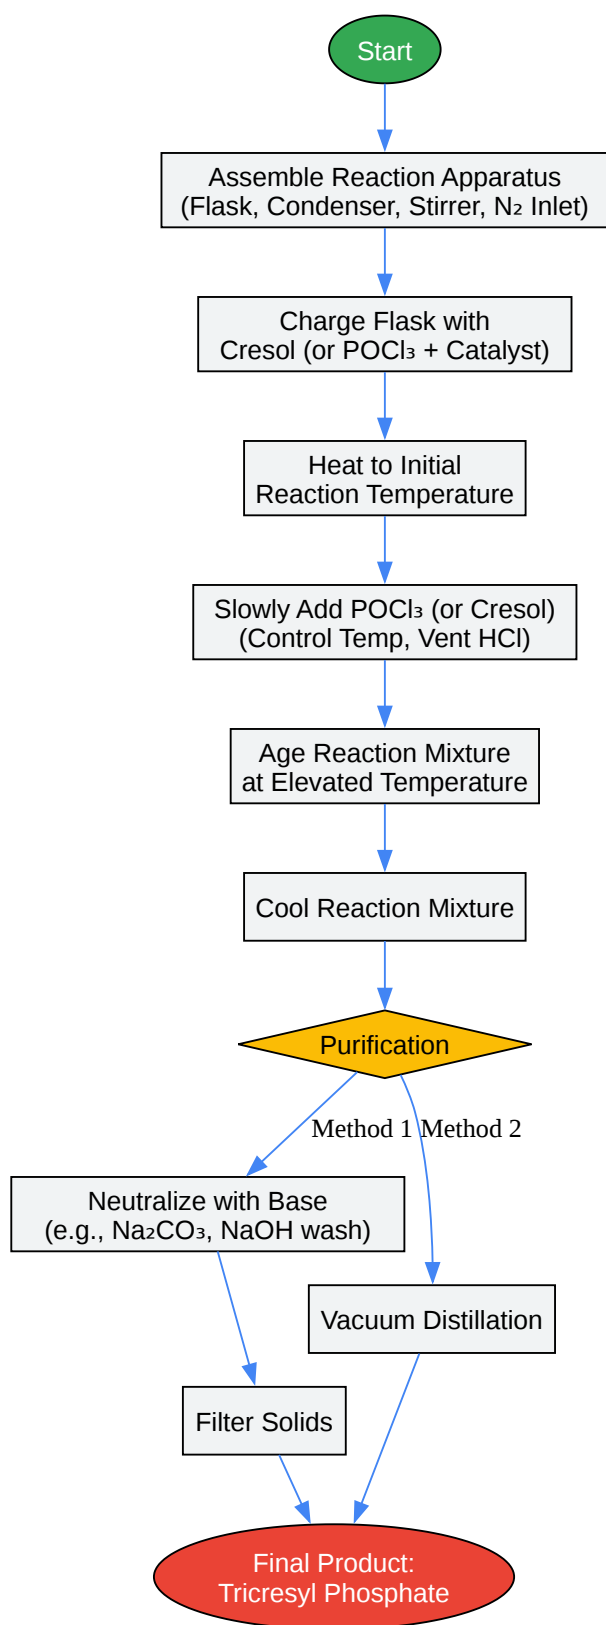 Start
Assemble Reaction Apparatus
(Flask, Condenser, Stirrer, N₂ Inlet)
Charge Flask with
Cresol (or POCl₃ + Catalyst)
Heat to Initial
Reaction Temperature
Slowly Add POCl₃ (or Cresol)
(Control Temp, Vent HCl)
Age Reaction Mixture
at Elevated Temperature
Cool Reaction Mixture
Purification
Method 1
Method 2
Neutralize with Base
(e.g., Na₂CO₃, NaOH wash)
Vacuum Distillation
Filter Solids
Final Product:
Tricresyl Phosphate